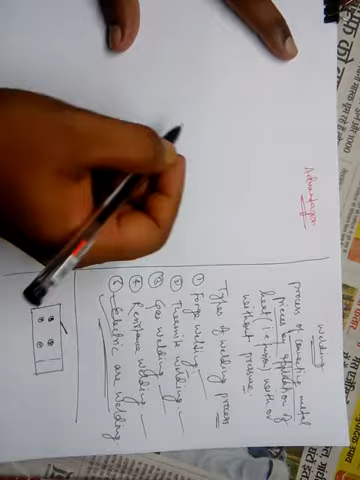 welding
process of connecting metal
pieces by application of
heat (i.e fusion) with or
without pressure
Types of welding process
① Forge welding
② Thermit welding
③ Gas welding
④ Resistance welding
⑤ Electric arc welding
Advantages